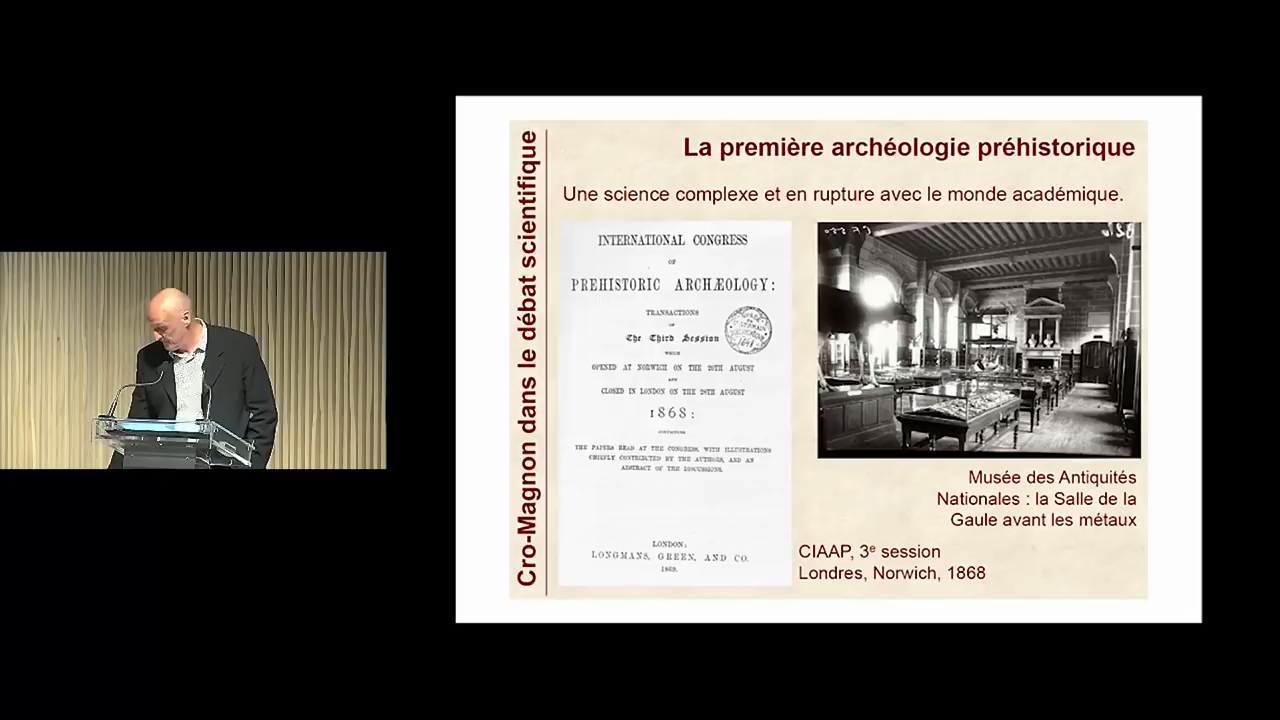 Cro-Magnon dans le débat scientifique
La première archéologie préhistorique
Une science complexe et en rupture avec le monde académique.
INTERNATIONAL CONGRESS
OF
PREHISTORIC ARCHÆOLOGY:
TRANSACTIONS
OF
The Third Session
WHICH
OPENED AT NORWICH ON THE 20TH AUGUST
AND
CLOSED IN LONDON ON THE 28TH AUGUST
1868:
CONTAINING
THE PAPERS READ AT THE CONGRESS, WITH ILLUSTRATIONS
CHIEFLY CONTRIBUTED BY THE AUTHORS, AND AN
ABSTRACT OF THE DISCUSSIONS.
LONDON:
LONGMANS, GREEN, AND CO.
1869.
Musée des Antiquités
Nationales : la Salle de la
Gaule avant les métaux
CIAAP, 3e session
Londres, Norwich, 1868